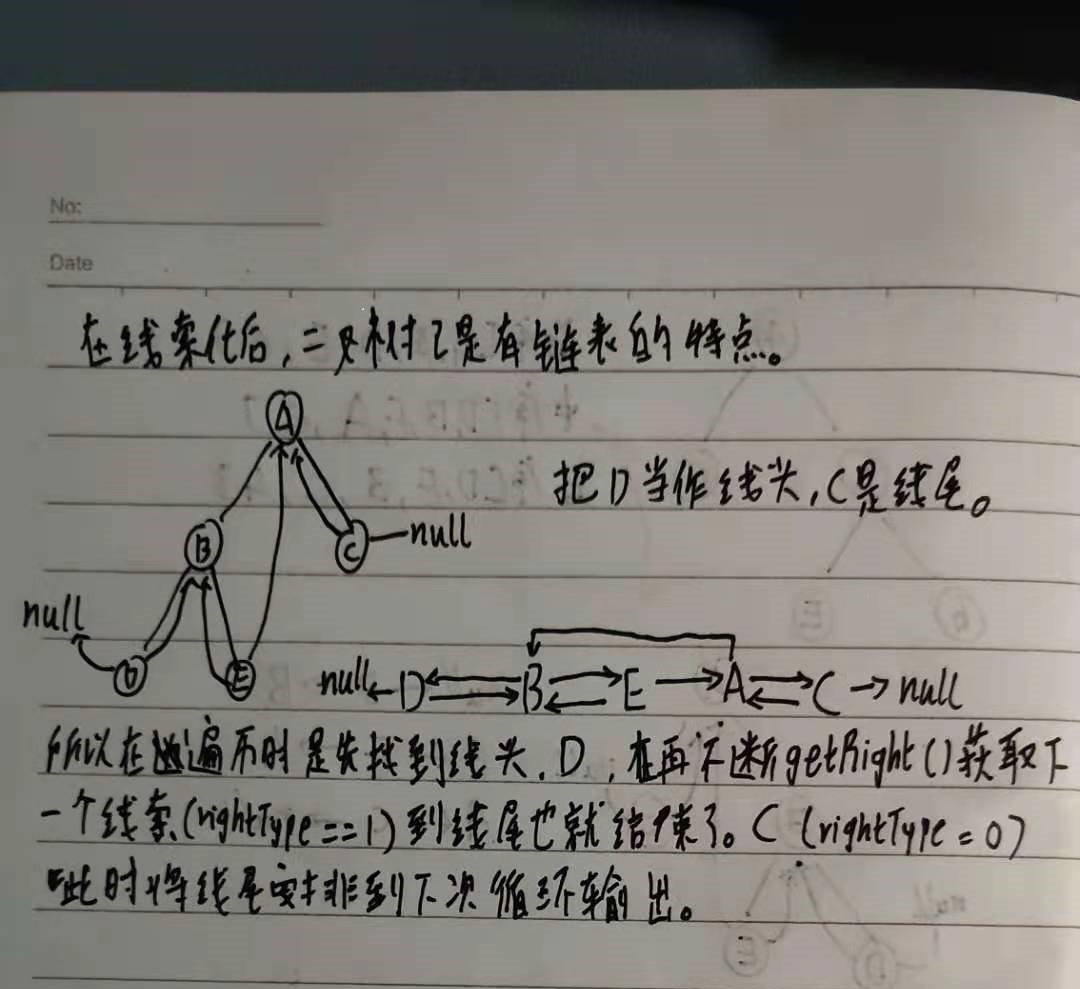 No:
Date
在线索化后,二叉树已是有链表的特点。
A
把D当作线头,C是线尾。
B
C
null
null
D
E
null←D⇄B⇄E→A⇄C→null
所以在遍历时是先找到线头,D,在再不断getRight()获取下
一个线索(rightType==1)到线尾也就结束了。C(rightType=0)
此时将线尾安排到下次循环输出。